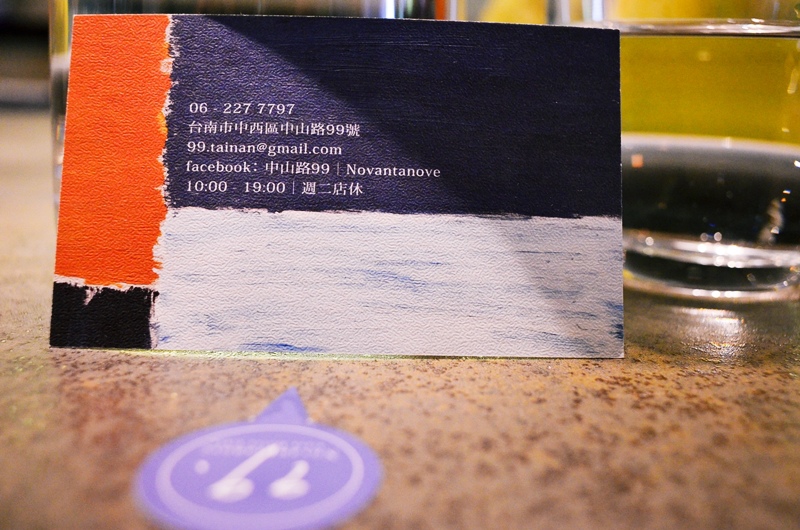 06 - 227 7797
台南市中西區中山路99號
99.tainan@gmail.com
facebook: 中山路99 | Novantanove
10:00 - 19:00 | 週二店休
99